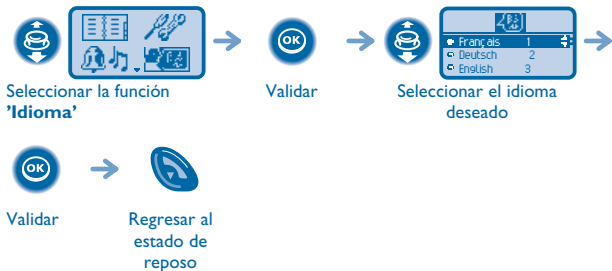 OK
Français 1
Deutsch 2
English 3
Seleccionar la función
'Idioma'
Validar
Seleccionar el idioma
deseado
OK
Validar
Regresar al
estado de
reposo